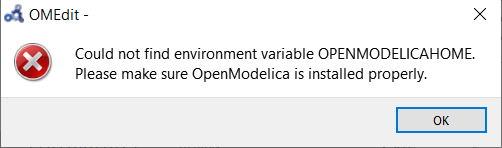 OMEdit -
Could not find environment variable OPENMODELICAHOME.
Please make sure OpenModelica is installed properly.
OK